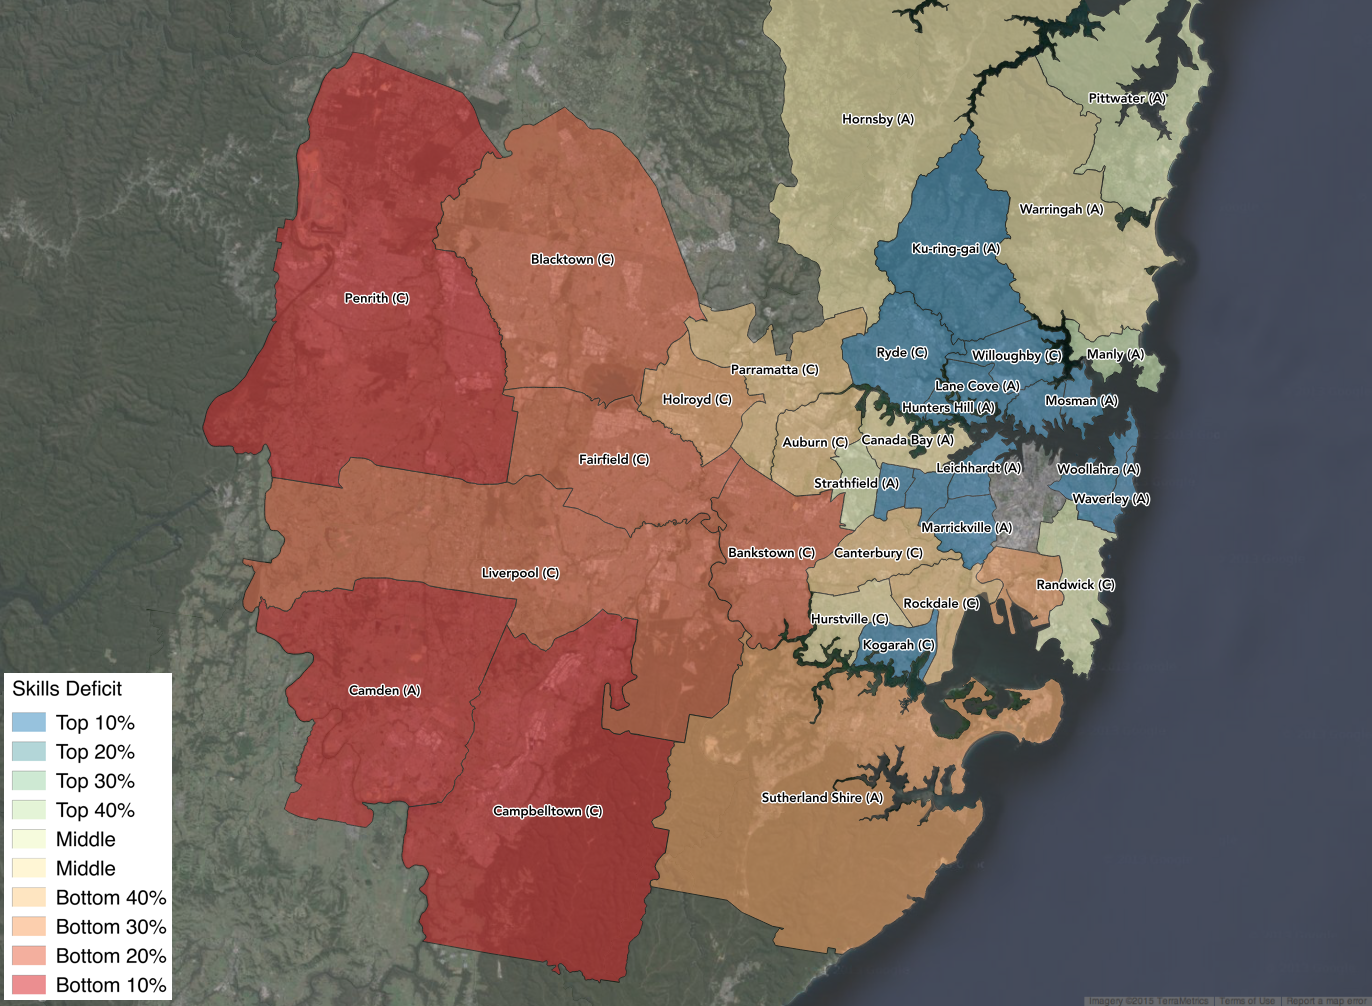 Pittwater (A)
Hornsby (A)
Warringah (A)
Ku-ring-gai (A)
Blacktown (C)
Penrith (C)
Ryde (C)
Willoughby (C)
Manly (A)
Parramatta (C)
Lane Cove (A)
Holroyd (C)
Mosman (A)
Hunters Hill (A)
Auburn (C)
Canada Bay (A)
Fairfield (C)
Leichhardt (A)
Woollahra (A)
Strathfield (A)
Waverley (A)
Marrickville (A)
Bankstown (C)
Canterbury (C)
Liverpool (C)
Randwick (C)
Rockdale (C)
Hurstville (C)
Kogarah (C)
Camden (A)
Sutherland Shire (A)
Campbelltown (C)
Skills Deficit
Top 10%
Top 20%
Top 30%
Top 40%
Middle
Middle
Bottom 40%
Bottom 30%
Bottom 20%
Bottom 10%
Imagery ©2015 TerraMetrics | Terms of Use | Report a map error